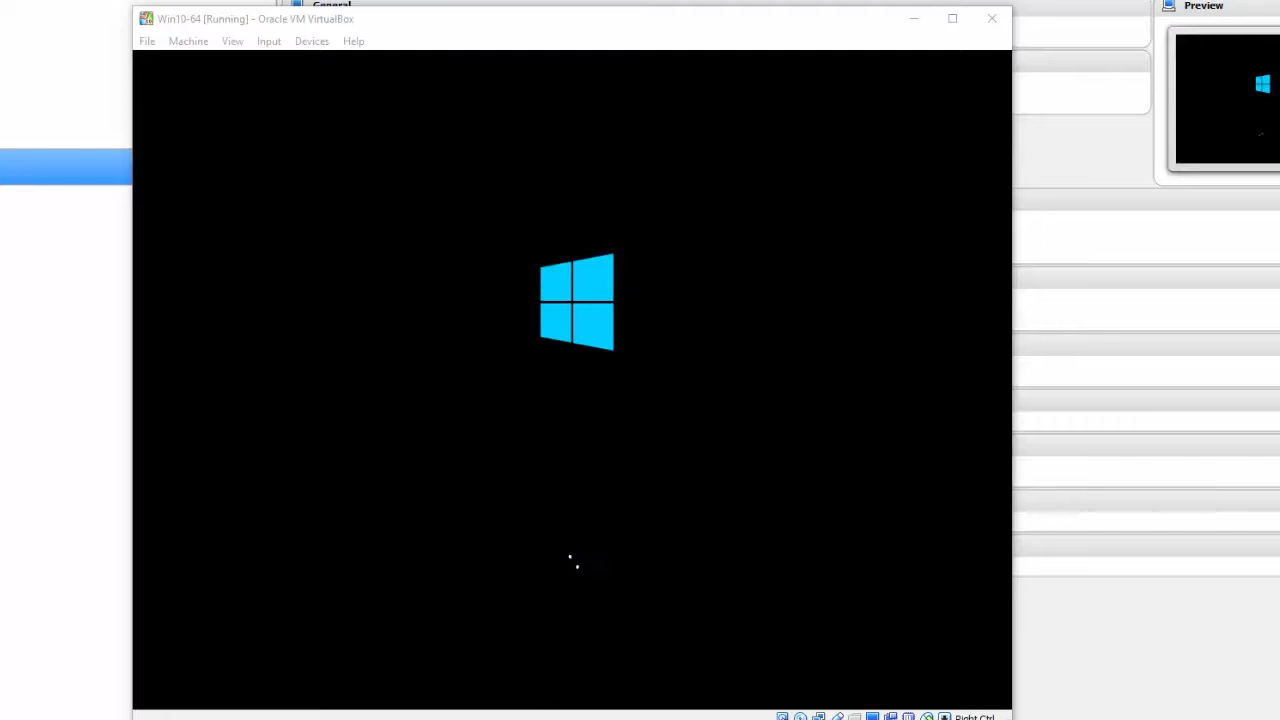 General
Preview
Win10-64 [Running] - Oracle VM VirtualBox
File Machine View Input Devices Help
Right Ctrl